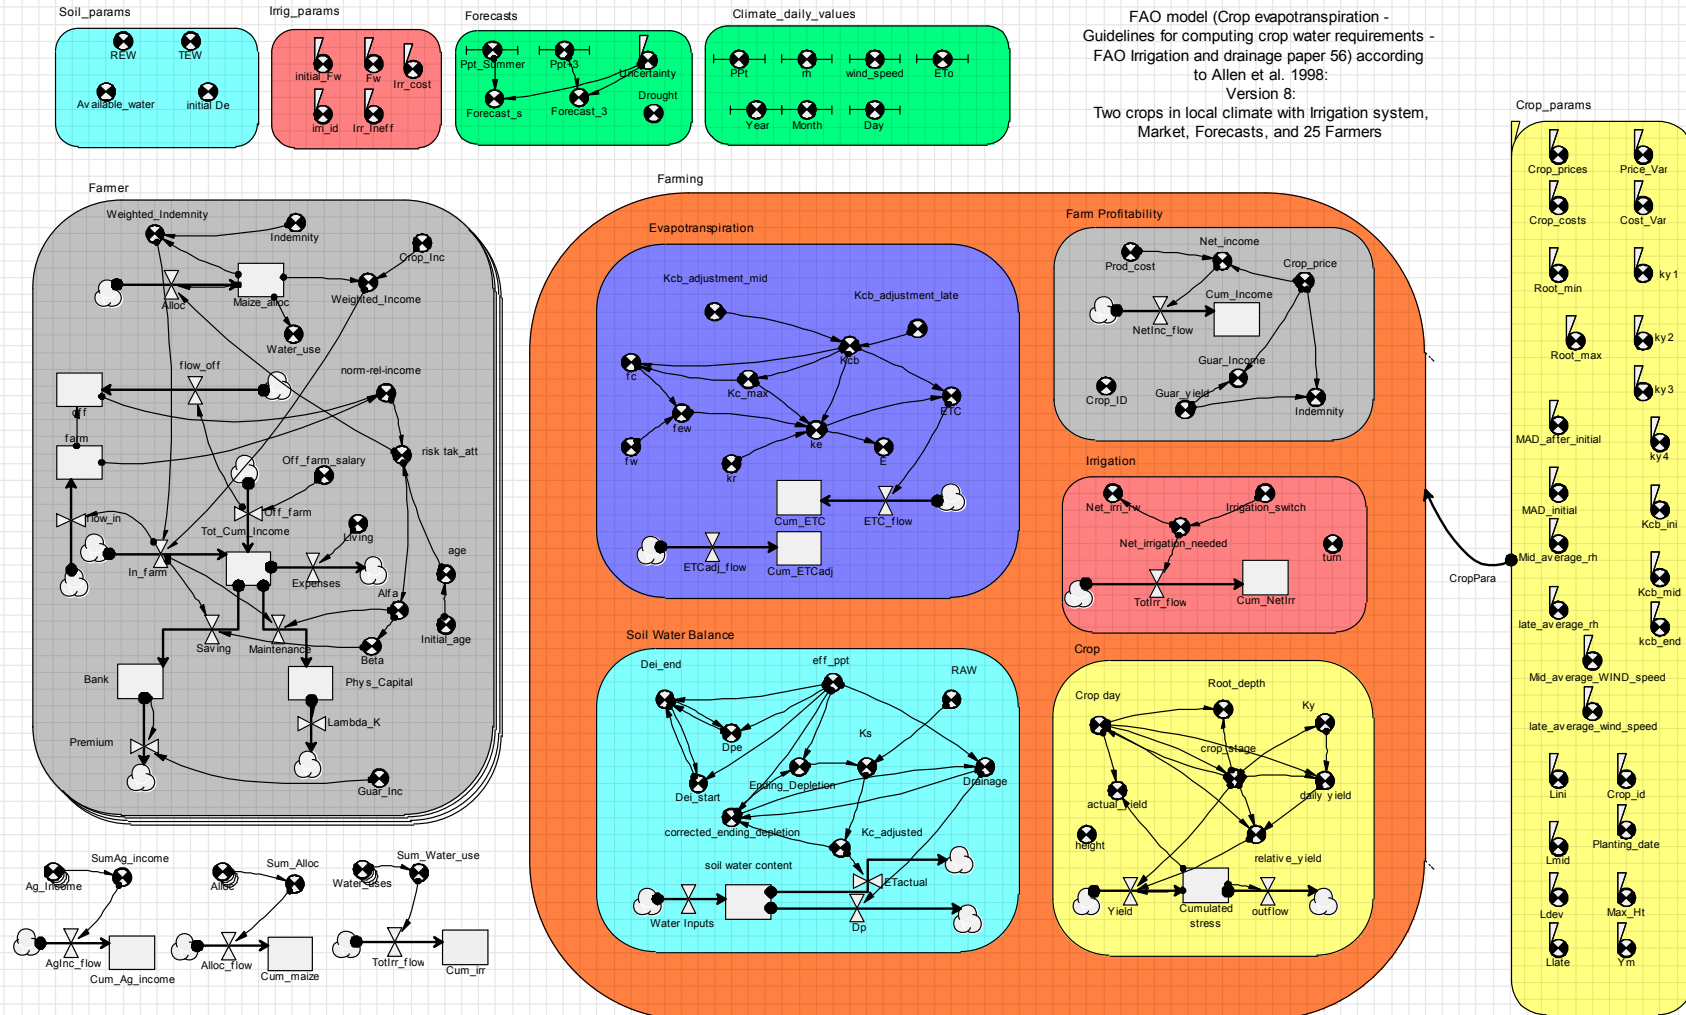 Soil_params
REW
TEW
Available_water
initial De
Irrig_params
initial_Fw
Fw
Irr_cost
irri_id
Irr_Ineff
Forecasts
Ppt_Summer
Ppt+3
Uncertainty
Drought
Forecast_s
Forecast_3
Climate_daily_values
PPt
rh
wind_speed
ETo
Year
Month
Day
FAO model (Crop evapotranspiration -
Guidelines for computing crop water requirements -
FAO Irrigation and drainage paper 56) according
to Allen et al. 1998:
Version 8:
Two crops in local climate with Irrigation system,
Market, Forecasts, and 25 Farmers
Farmer
Weighted_Indemnity
Indemnity
Crop_Inc
Alloc
Maize_alloc
Weighted_Income
Water_use
flow_off
norm-rel-income
off
farm
risk tak_att
Off_farm_salary
flow_in
Off_farm
Tot_Cum_Income
Living
age
In_farm
Expenses
Alfa
Initial_age
Saving
Maintenance
Beta
Bank
Phys_Capital
Lambda_K
Premium
Guar_Inc
SumAg_income
Ag_Income
AgInc_flow
Cum_Ag_income
Sum_Alloc
Alloc
Alloc_flow
Cum_maize
Sum_Water_use
Water_uses
TotIrr_flow
Cum_irr
Farming
Evapotranspiration
Kcb_adjustment_mid
Kcb_adjustment_late
Kcb
fc
Kc_max
ETC
few
ke
fw
kr
E
Cum_ETC
ETC_flow
ETCadj_flow
Cum_ETCadj
Farm Profitability
Net_income
Prod_cost
Crop_price
Cum_Income
NetInc_flow
Guar_Income
Crop_ID
Guar_yield
Indemnity
Irrigation
Net_irri_fw
Irrigation_switch
Net_irrigation_needed
turn
TotIrr_flow
Cum_NetIrr
Soil Water Balance
Dei_end
eff_ppt
RAW
Dpe
Ks
Dei_start
Ending_Depletion
Drainage
corrected_ending_depletion
Kc_adjusted
soil water content
ETactual
Water Inputs
Dp
Crop
Crop day
Root_depth
Ky
crop_stage
actual_yield
daily_yield
height
relative_yield
Yield
Cumulated
stress
outflow
CropPara
Crop_params
Crop_prices
Price_Var
Crop_costs
Cost_Var
Root_min
ky1
Root_max
ky2
ky3
MAD_after_initial
ky4
MAD_initial
Kcb_ini
Mid_average_rh
Kcb_mid
late_average_rh
kcb_end
Mid_average_WIND_speed
late_average_wind_speed
Lini
Crop_id
Lmid
Planting_date
Ldev
Max_Ht
Llate
Ym